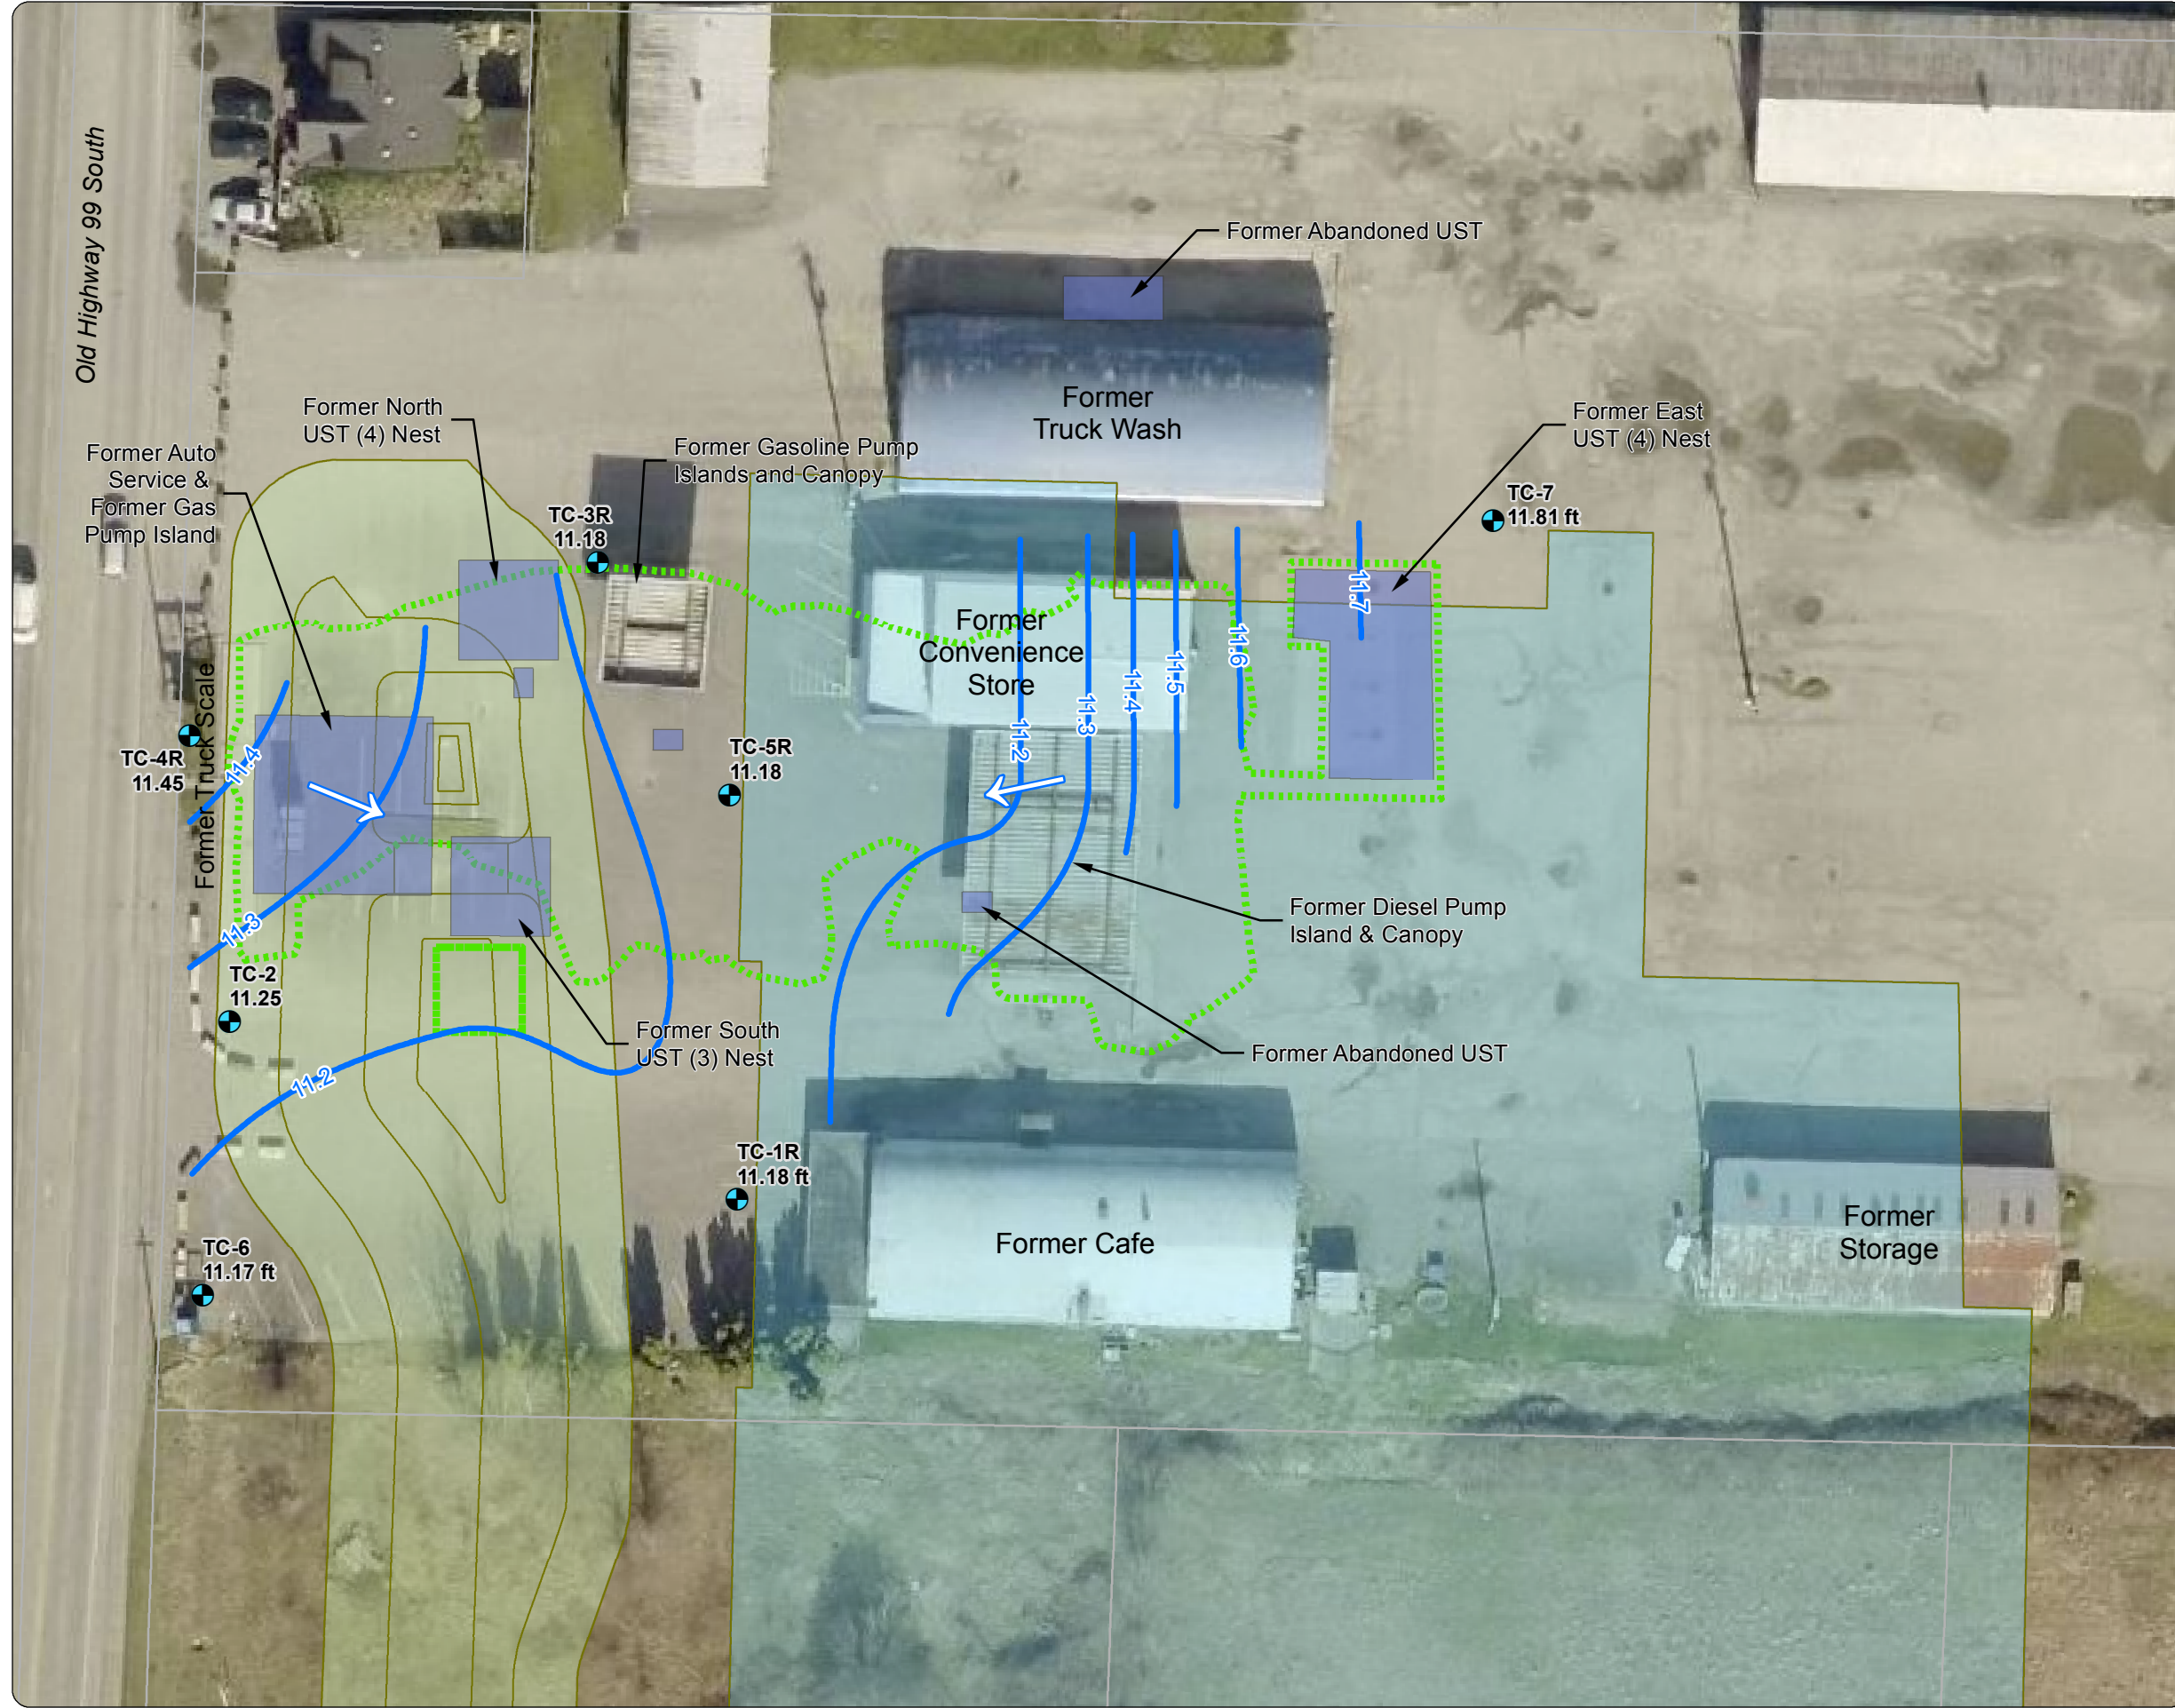 Old Highway 99 South
Former Abandoned UST
Former
Truck Wash
Former North
UST (4) Nest
Former Auto
Service &
Former Gas
Pump Island
Former Gasoline Pump
Islands and Canopy
Former East
UST (4) Nest
TC-3R
11.18
TC-7
11.81 ft
11.7
11.6
11.5
11.4
11.3
11.2
Former
Convenience
Store
Former Truck Scale
TC-4R
11.45
11.4
TC-5R
11.18
11.3
TC-2
11.25
Former Diesel Pump
Island & Canopy
Former South
UST (3) Nest
Former Abandoned UST
11.2
TC-1R
11.18 ft
TC-6
11.17 ft
Former Cafe
Former
Storage